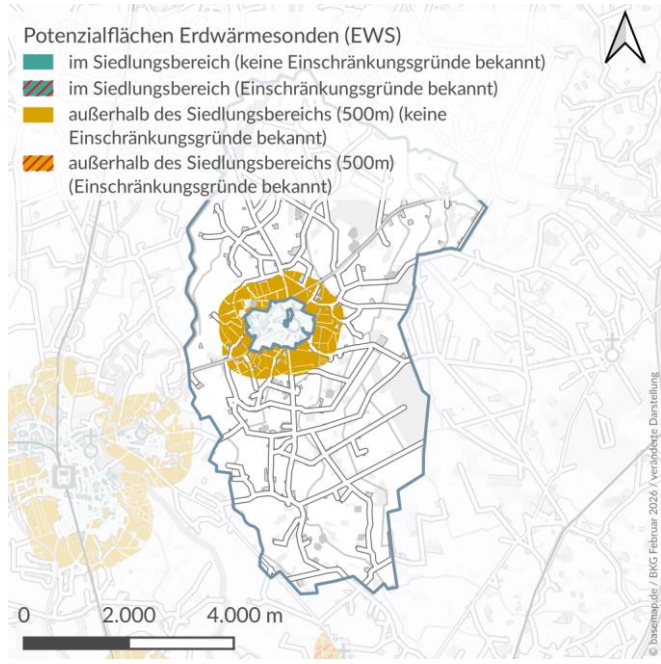 Potenzialflächen Erdwärmesonden (EWS)
im Siedlungsbereich (keine Einschränkungsgründe bekannt)
im Siedlungsbereich (Einschränkungsgründe bekannt)
außerhalb des Siedlungsbereichs (500m) (keine
Einschränkungsgründe bekannt)
außerhalb des Siedlungsbereichs (500m)
(Einschränkungsgründe bekannt)
0 2.000 4.000 m
© basemap.de / BKG Februar 2026 / veränderte Darstellung